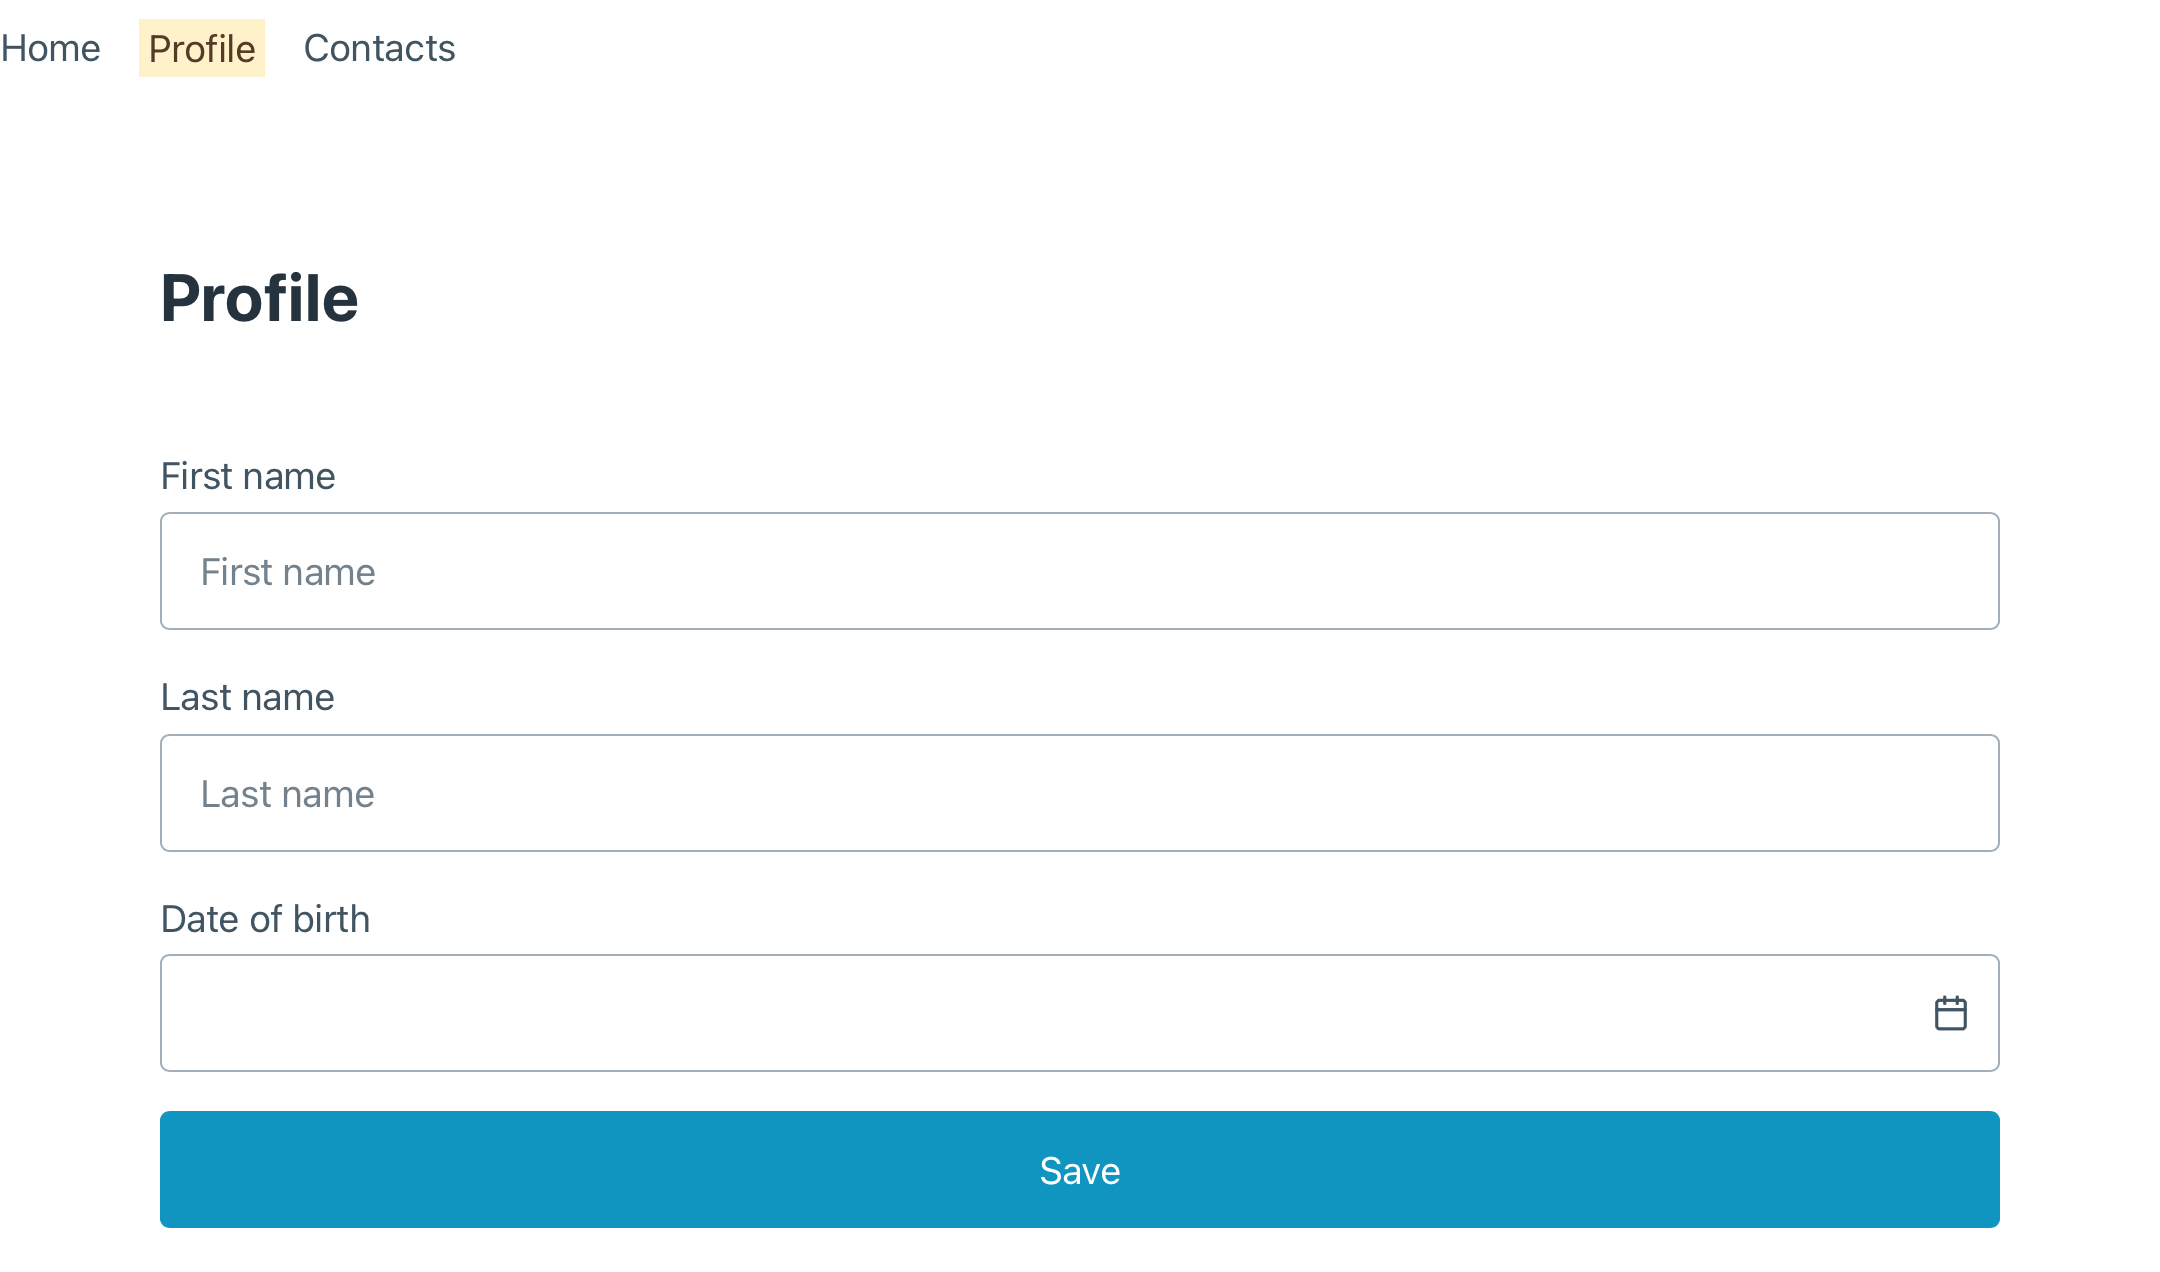 Home Profile Contacts
Profile
First name
First name
Last name
Last name
Date of birth
Save